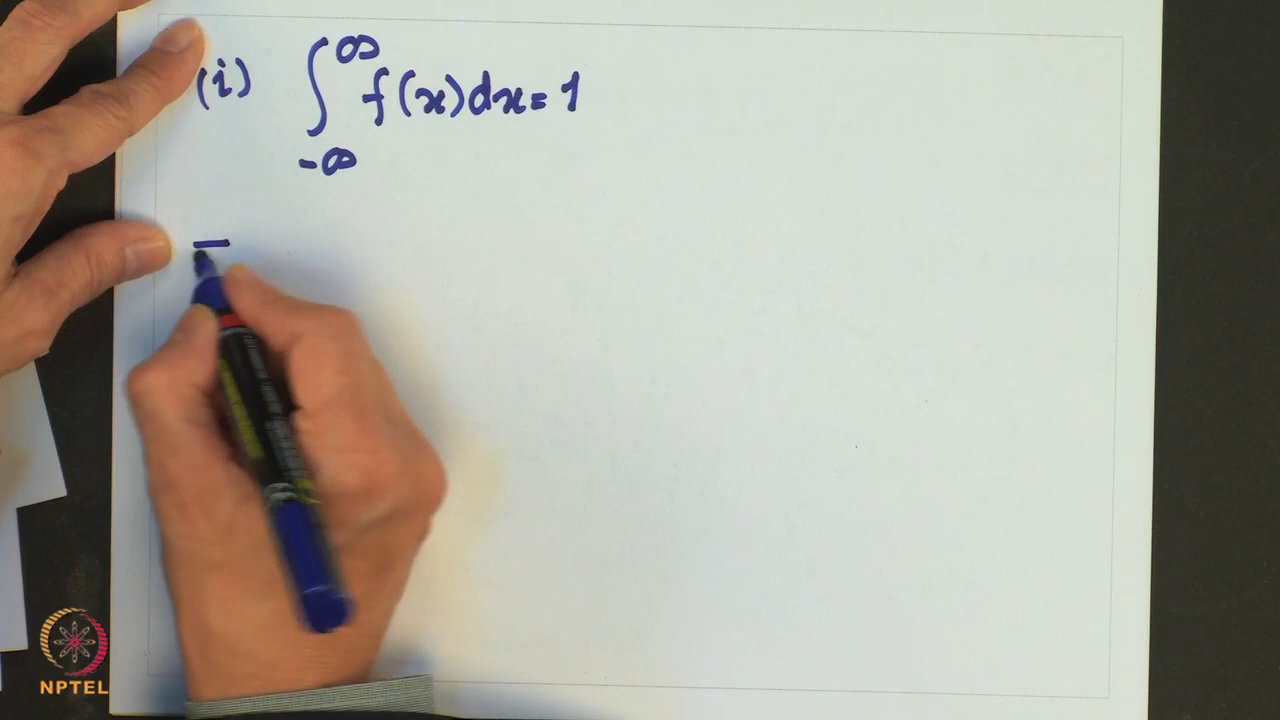 (i) ∫_{-∞}^{∞} f(x)dx = 1
NPTEL